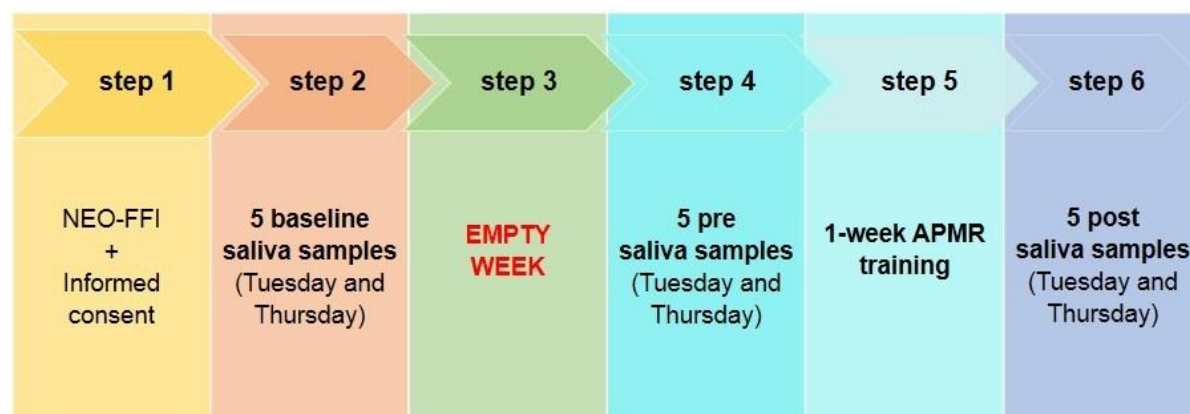 step 1
step 2
step 3
step 4
step 5
step 6
NEO-FFI
+
Informed
consent
5 baseline
saliva samples
(Tuesday and
Thursday)
EMPTY
WEEK
5 pre
saliva samples
(Tuesday and
Thursday)
1-week APMR
training
5 post
saliva samples
(Tuesday and
Thursday)